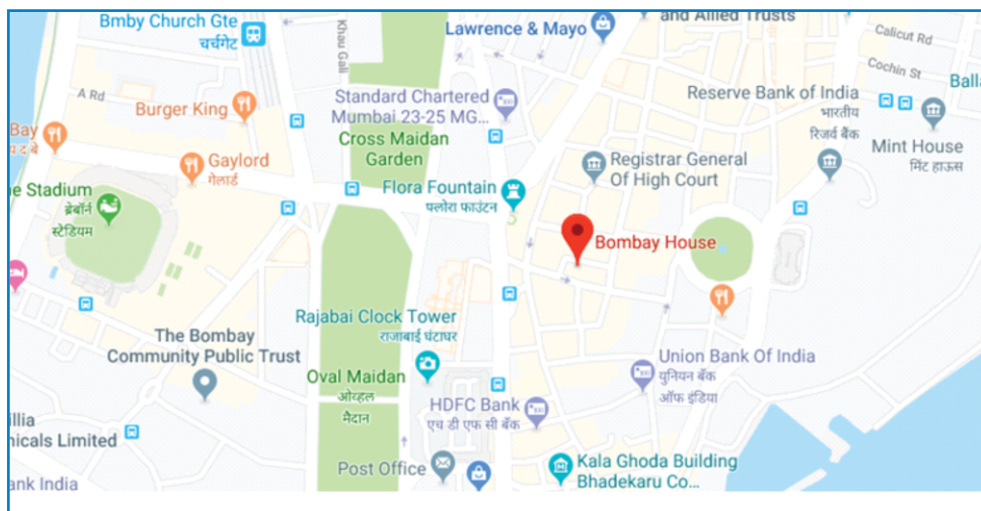 Bmby Church Gte
चर्चगेट
Khau Gali
Lawrence & Mayo
and Allied Trusts
Calicut Rd
Cochin St
A Rd
Burger King
Standard Chartered
Mumbai 23-25 MG...
Reserve Bank of India
भारतीय
रिजर्व बैंक
Balla
Mint House
मिंट हाऊस
Bay
Cross Maidan
Garden
Gaylord
गेलार्ड
Registrar General
Of High Court
Flora Fountain
फ्लोरा फाउंटन
e Stadium
ब्रेबॉर्न
स्टेडियम
Bombay House
Rajabai Clock Tower
राजाबाई घंटाघर
The Bombay
Community Public Trust
Union Bank Of India
युनियन बँक
ऑफ इंडिया
Oval Maidan
ओव्हल
मैदान
HDFC Bank
एच डी एफ सी बँक
illia
nicals Limited
Post Office
Kala Ghoda Building
Bhadekaru Co...
ank India